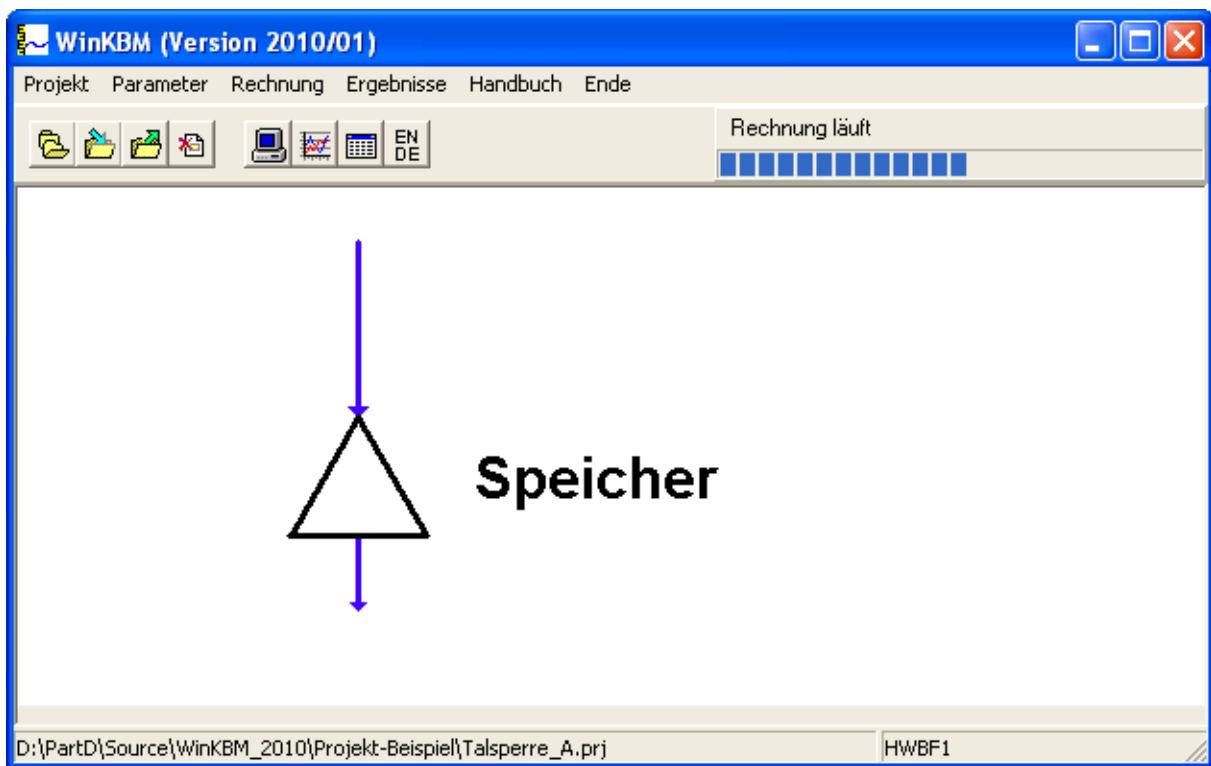 WinKBM (Version 2010/01)
Projekt Parameter Rechnung Ergebnisse Handbuch Ende
EN
DE
Rechnung läuft
Speicher
D:\PartD\Source\WinKBM_2010\Projekt-Beispiel\Talsperre_A.prj HWBF1